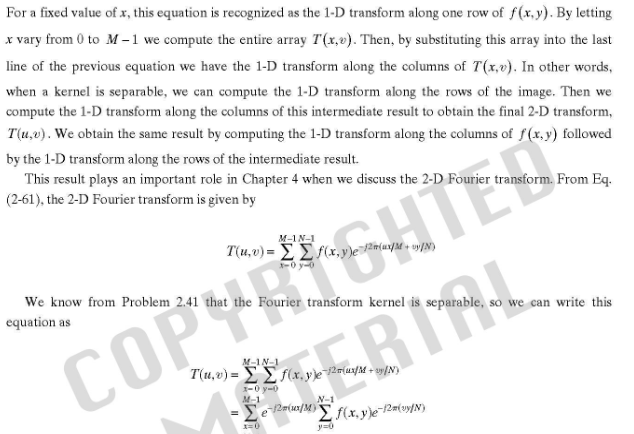 For a fixed value of x, this equation is recognized as the 1-D transform along one row of f(x,y). By letting
x vary from 0 to M − 1 we compute the entire array T(x,v). Then, by substituting this array into the last
line of the previous equation we have the 1-D transform along the columns of T(x,v). In other words,
when a kernel is separable, we can compute the 1-D transform along the rows of the image. Then we
compute the 1-D transform along the columns of this intermediate result to obtain the final 2-D transform,
T(u,v). We obtain the same result by computing the 1-D transform along the columns of f(x,y) followed
by the 1-D transform along the rows of the intermediate result.
This result plays an important role in Chapter 4 when we discuss the 2-D Fourier transform. From Eq.
(2-61), the 2-D Fourier transform is given by
T(u,v) = ∑_{x=0}^{M−1} ∑_{y=0}^{N−1} f(x,y)e^{−j2π(ux/M + vy/N)}
We know from Problem 2.41 that the Fourier transform kernel is separable, so we can write this
equation as
T(u,v) = ∑_{x=0}^{M−1} ∑_{y=0}^{N−1} f(x,y)e^{−j2π(ux/M + vy/N)}
= ∑_{x=0}^{M−1} e^{−j2π(ux/M)} ∑_{y=0}^{N−1} f(x,y)e^{−j2π(vy/N)}
COPYRIGHTED
MATERIAL